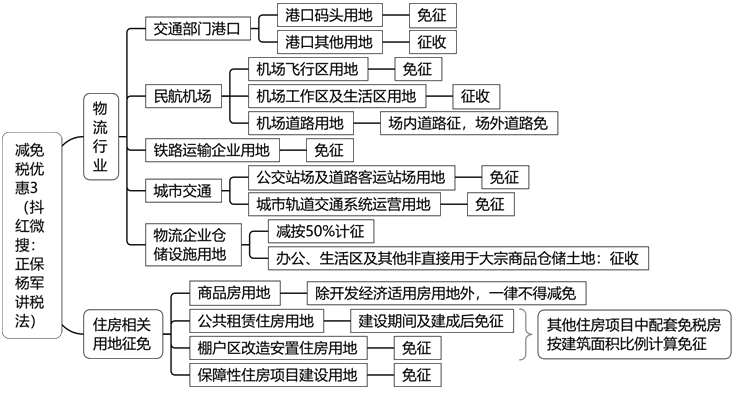 减免
税优
惠3
（抖
红微
搜：
正保
杨军
讲税
法）
物
流
行
业
交通部门港口
港口码头用地
免征
港口其他用地
征收
民航机场
机场飞行区用地
免征
机场工作区及生活区用地
征收
机场道路用地
场内道路征，场外道路免
铁路运输企业用地
免征
城市交通
公交站场及道路客运站场用地
免征
城市轨道交通系统运营用地
免征
物流企业仓
储设施用地
减按50%计征
办公、生活区及其他非直接用于大宗商品仓储土地：征收
住房相关
用地征免
商品房用地
除开发经济适用房用地外，一律不得减免
公共租赁住房用地
建设期间及建成后免征
棚户区改造安置住房用地
免征
保障性住房项目建设用地
免征
其他住房项目中配套免税房
按建筑面积比例计算免征